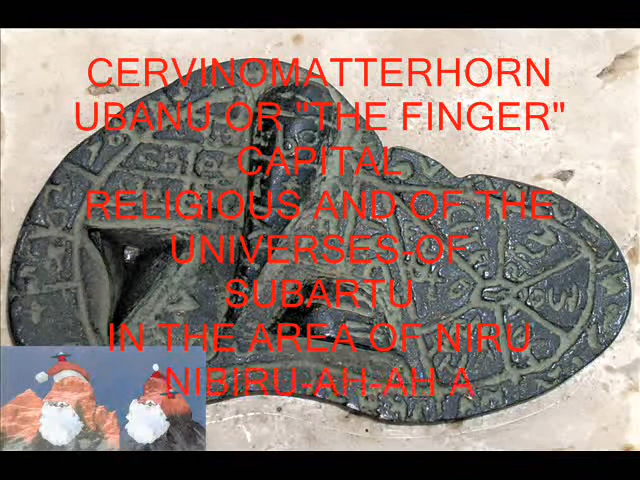 CERVINOMATTERHORN
UBANU OR "THE FINGER"
CAPITAL
RELIGIOUS AND OF THE
UNIVERSES-OF
SUBARTU
IN THE AREA OF NIRU
NIBIRU-AH-AH A